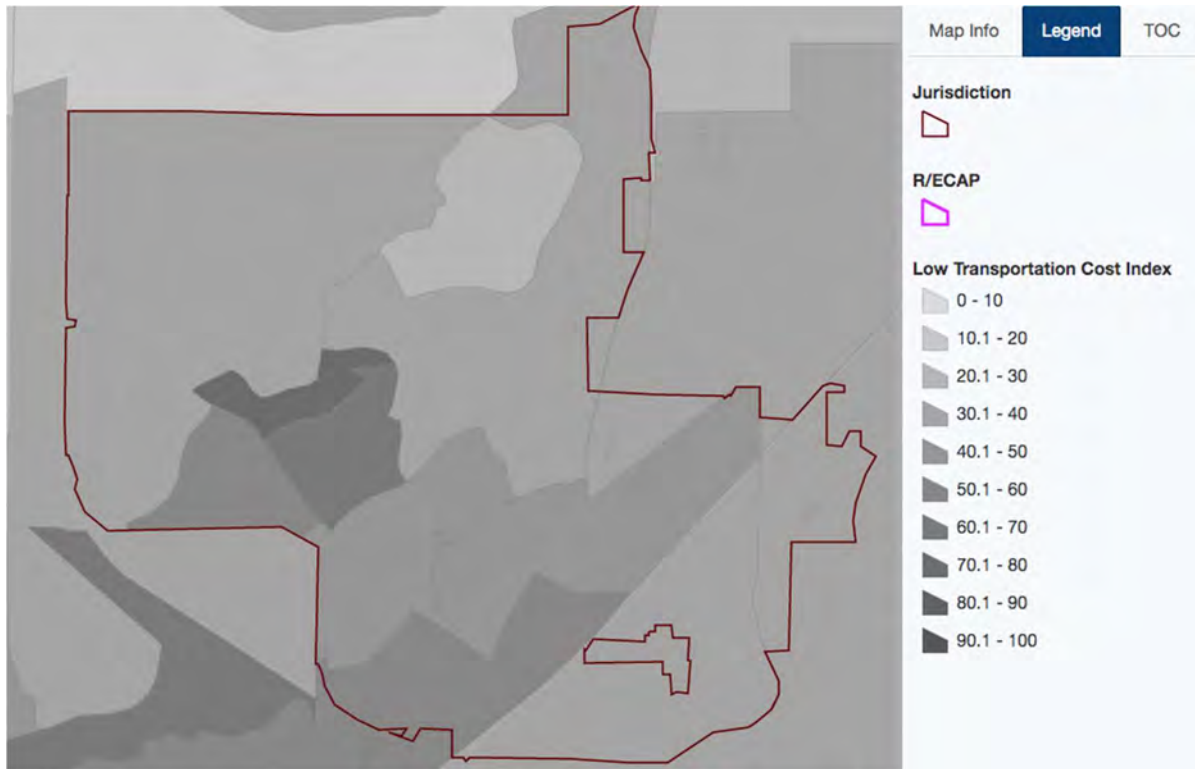 Map Info Legend TOC
Jurisdiction
R/ECAP
Low Transportation Cost Index
0 - 10
10.1 - 20
20.1 - 30
30.1 - 40
40.1 - 50
50.1 - 60
60.1 - 70
70.1 - 80
80.1 - 90
90.1 - 100